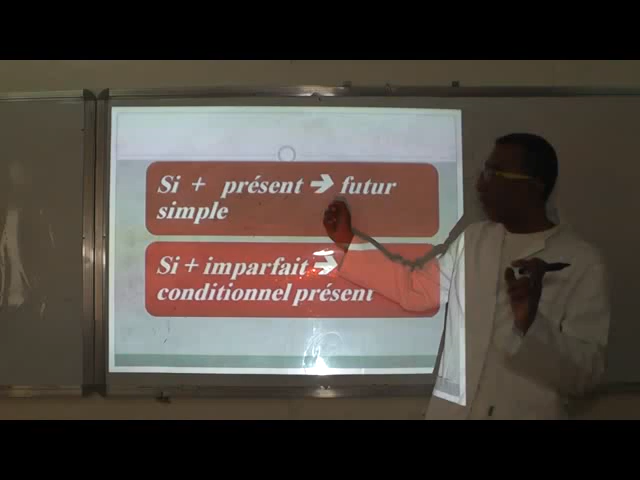 Si + présent → futur
simple
Si + imparfait →
conditionnel présent